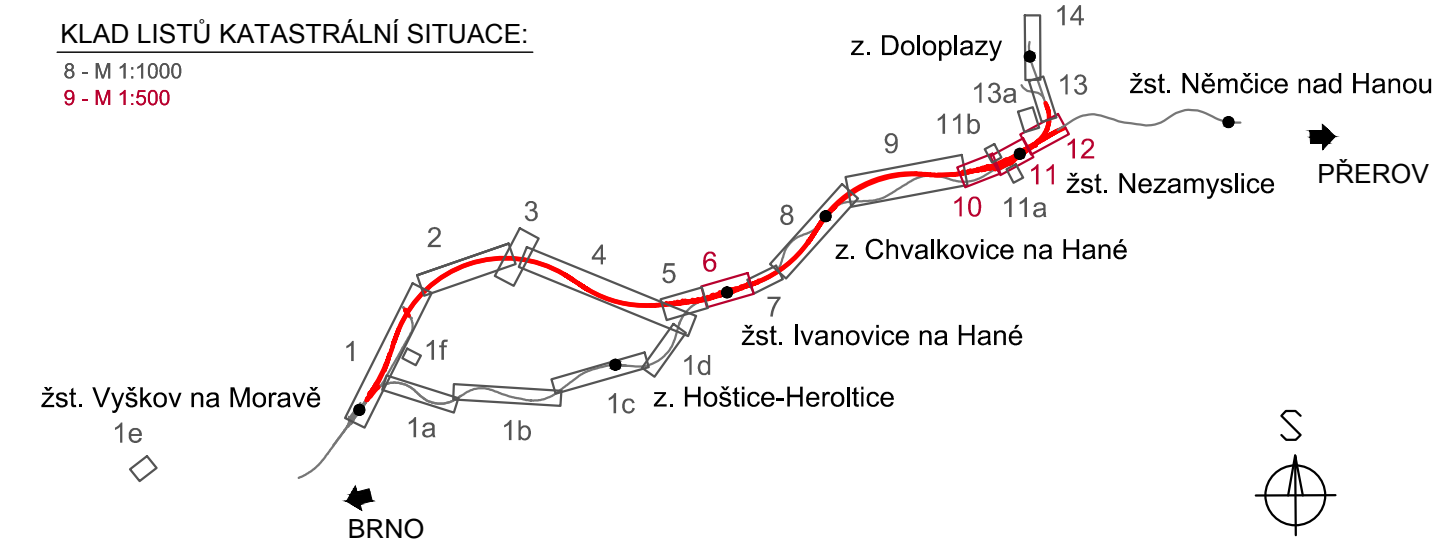 KLAD LISTŮ KATASTRÁLNÍ SITUACE:
8 - M 1:1000
9 - M 1:500
14
z. Doloplazy
13a
13
žst. Němčice nad Hanou
11b
9
12
PŘEROV
11
žst. Nezamyslice
10
11a
3
2
8
4
z. Chvalkovice na Hané
5
6
7
žst. Ivanovice na Hané
1
1f
1d
1c
z. Hoštice-Heroltice
žst. Vyškov na Moravě
1a
1b
1e
BRNO
S